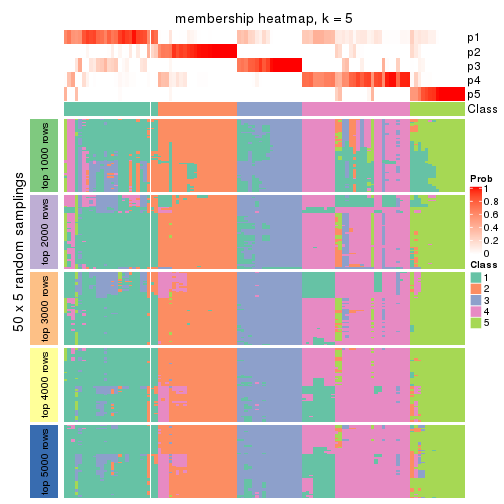 membership heatmap, k = 5
p1
p2
p3
p4
p5
Class
50 x 5 random samplings
top 1000 rows
top 2000 rows
top 3000 rows
top 4000 rows
top 5000 rows
Prob
1
0.8
0.6
0.4
0.2
0
Class
1
2
3
4
5